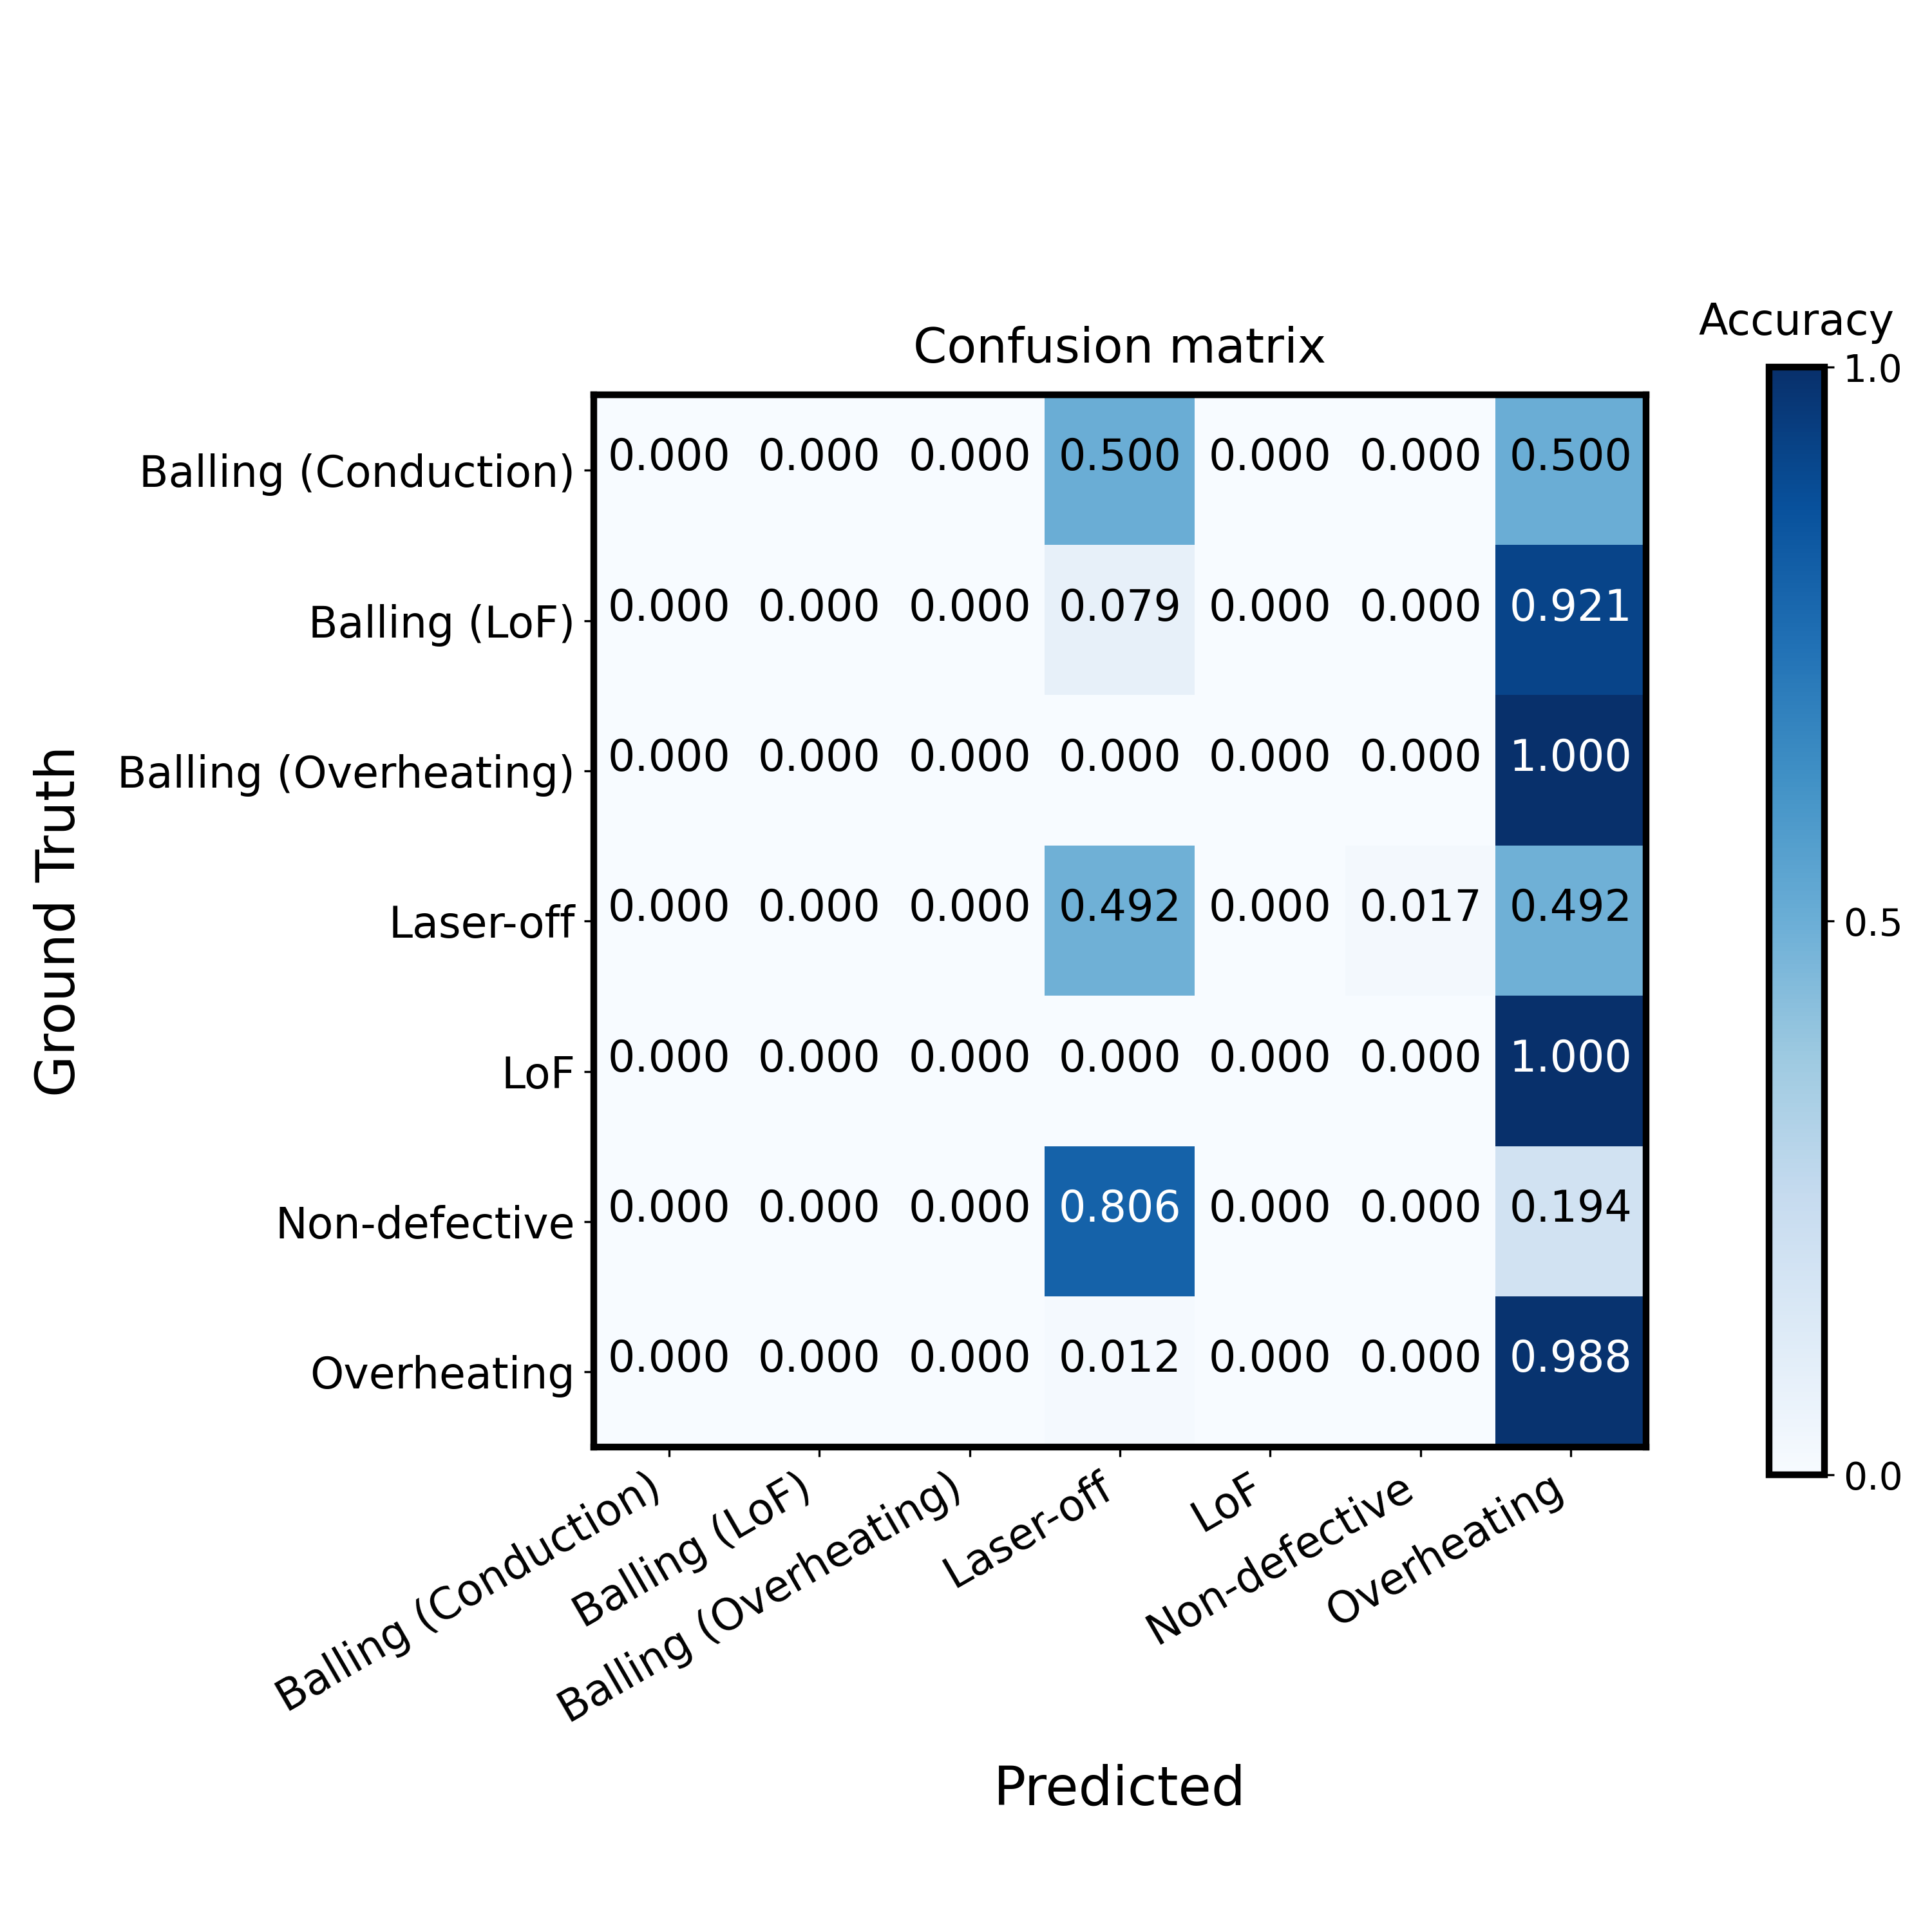 Accuracy
Confusion matrix
1.0
0.5
0.0
Ground Truth
Balling (Conduction) 0.000 0.000 0.000 0.500 0.000 0.000 0.500
Balling (LoF) 0.000 0.000 0.000 0.079 0.000 0.000 0.921
Balling (Overheating) 0.000 0.000 0.000 0.000 0.000 0.000 1.000
Laser-off 0.000 0.000 0.000 0.492 0.000 0.017 0.492
LoF 0.000 0.000 0.000 0.000 0.000 0.000 1.000
Non-defective 0.000 0.000 0.000 0.806 0.000 0.000 0.194
Overheating 0.000 0.000 0.000 0.012 0.000 0.000 0.988
Balling (Conduction)
Balling (LoF)
Balling (Overheating)
Laser-off
LoF
Non-defective
Overheating
Predicted